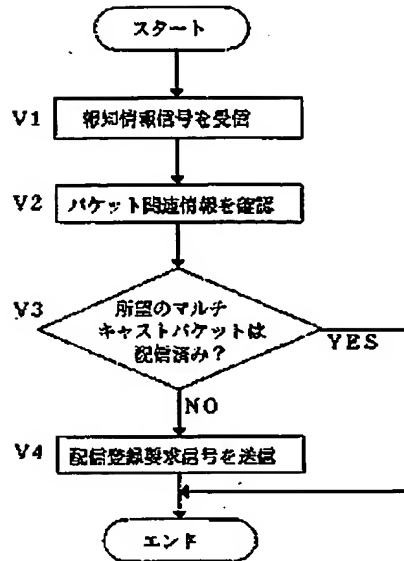 スタート
V1
報知情報信号を受信
V2
パケット関連情報を確認
V3
所望のマルチ
キャストパケットは
配信済み？
YES
NO
V4
配信登録要求信号を送信
エンド